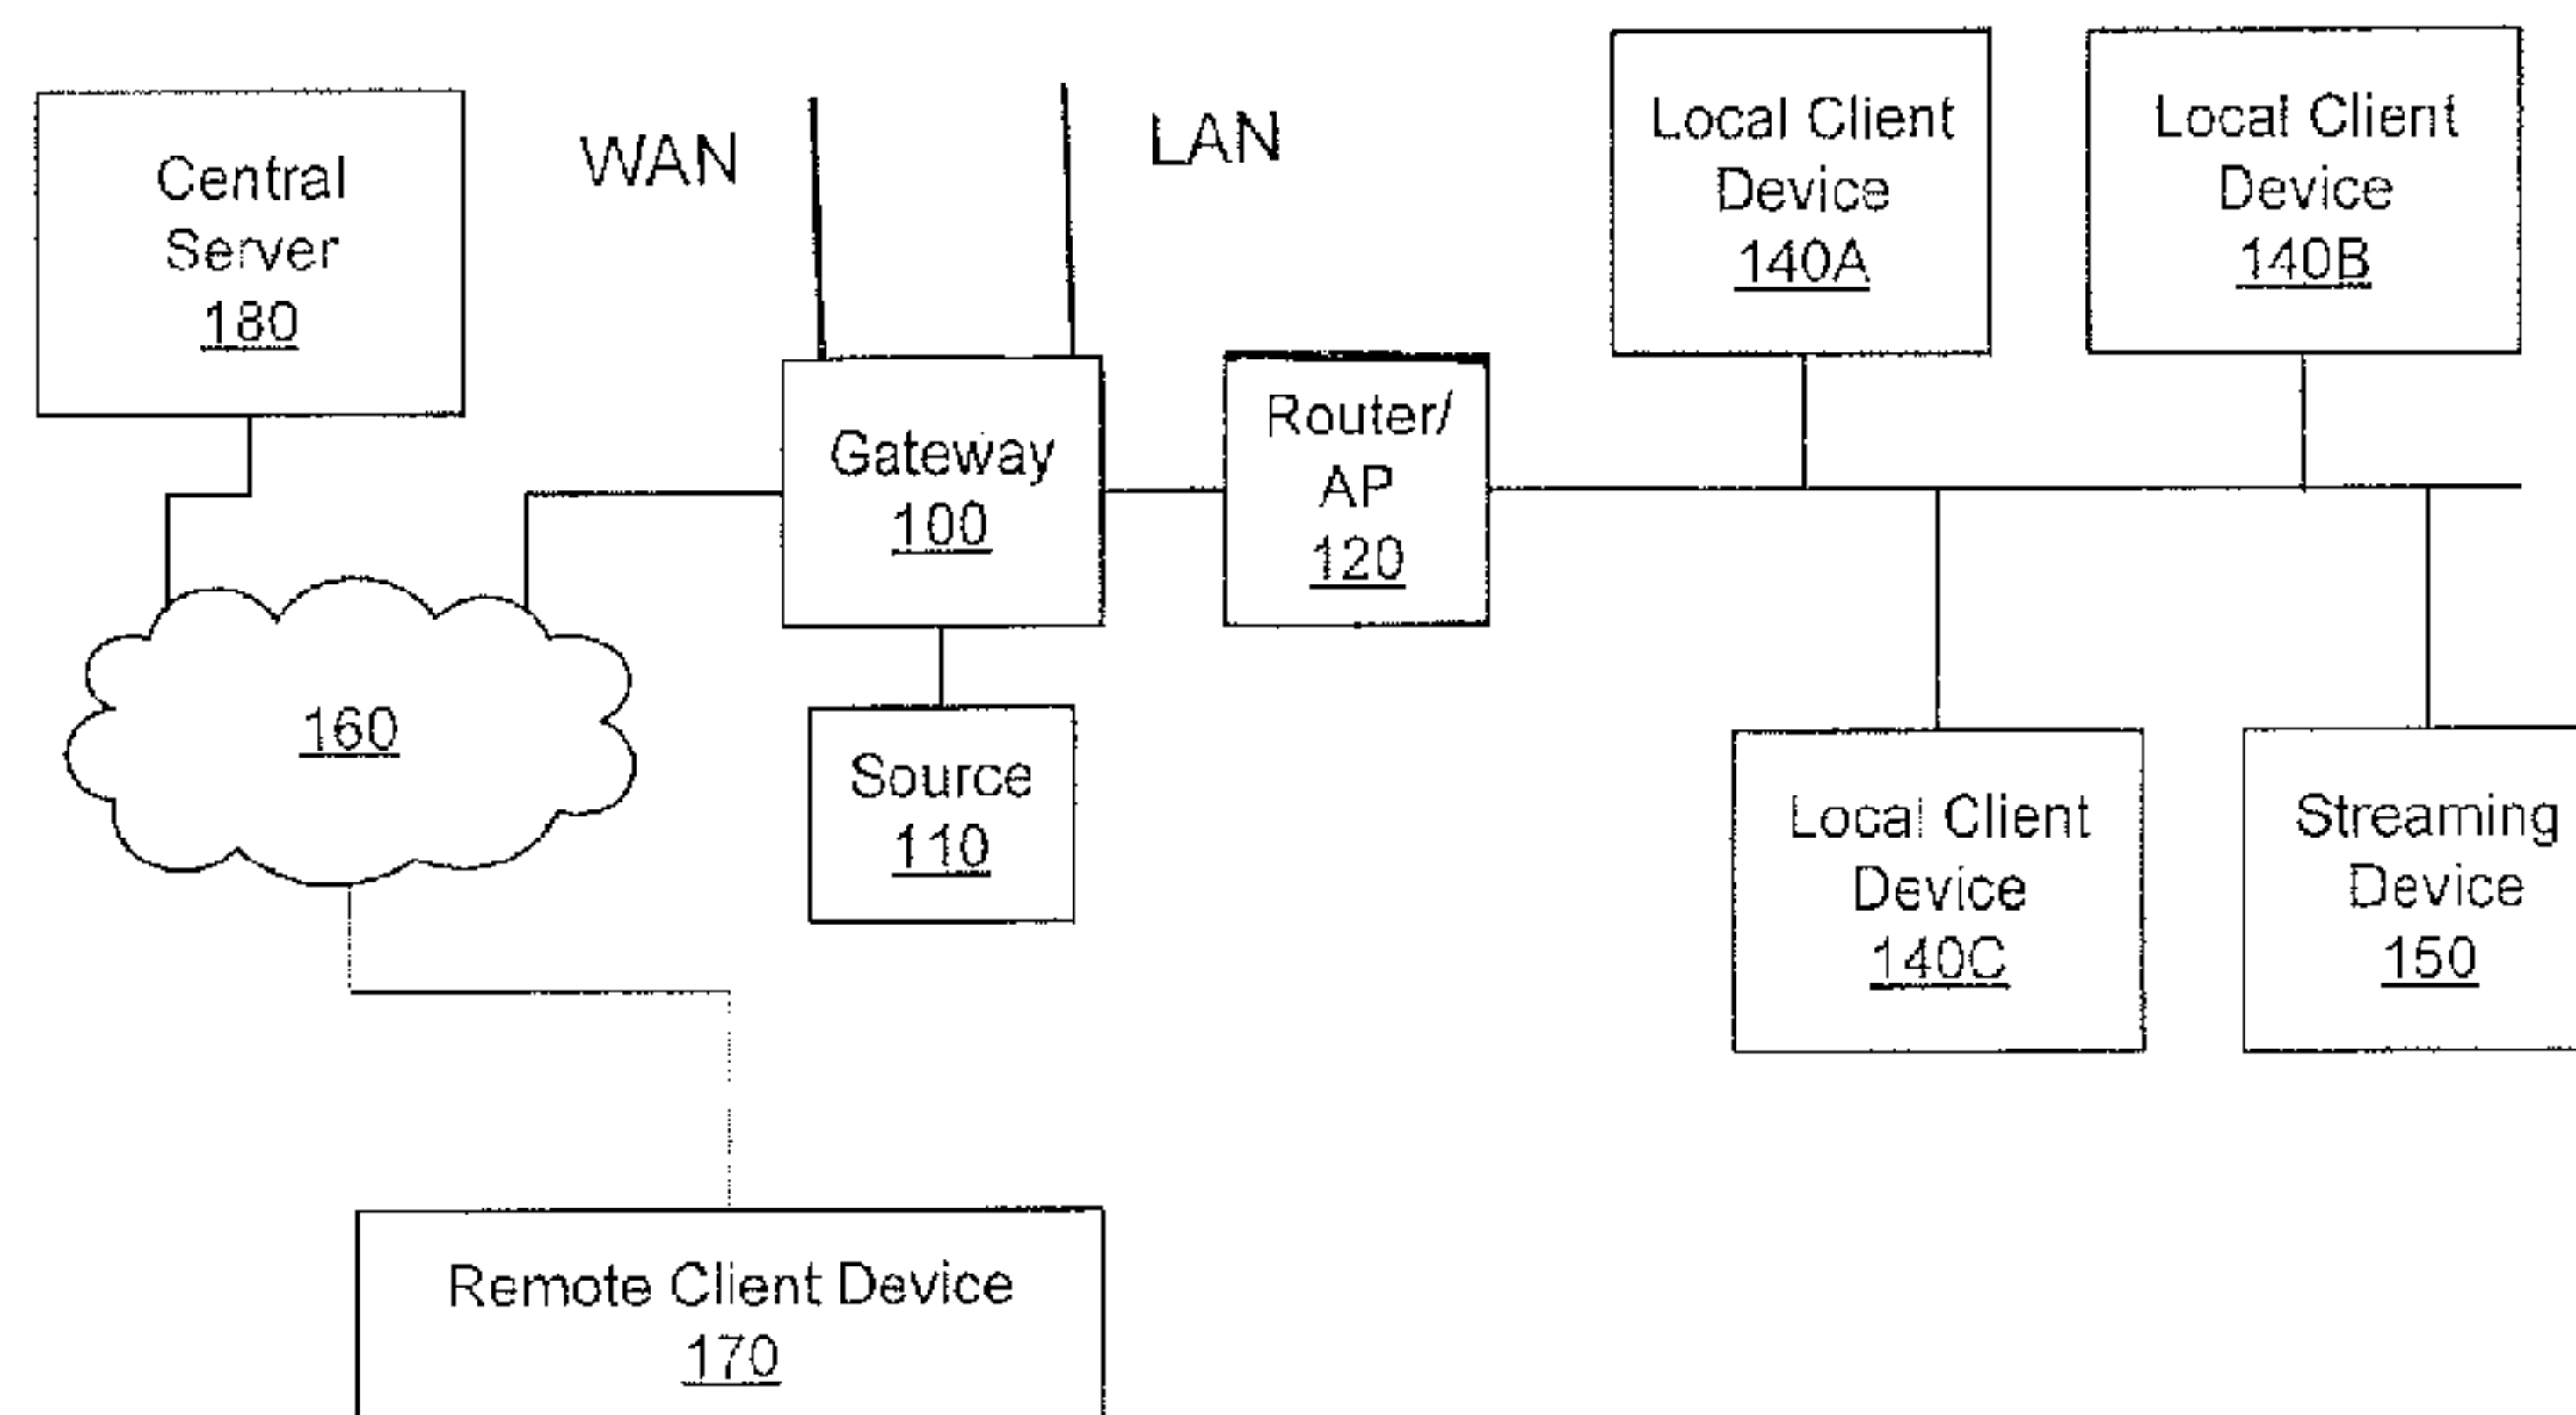 Central
Server
180
WAN
LAN
Local Client
Device
140A
Local Client
Device
140B
Gateway
100
Router/
AP
120
160
Source
110
Local Client
Device
140C
Streaming
Device
150
Remote Client Device
170